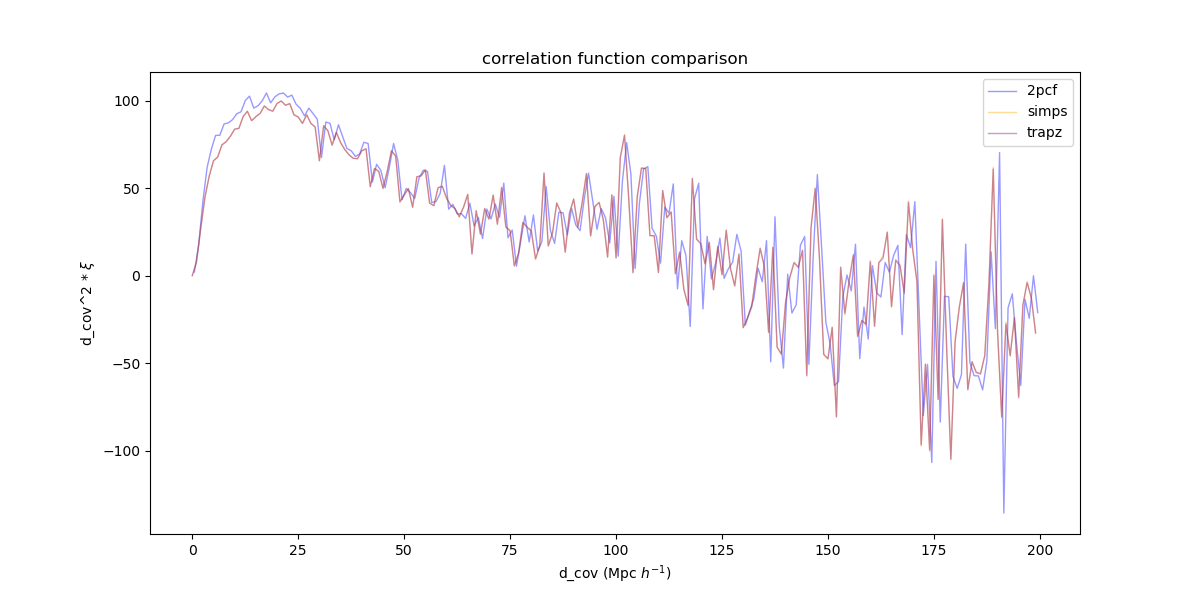 correlation function comparison
2pcf
simps
trapz
100
50
0
−50
−100
d_cov^2 * ξ
0 25 50 75 100 125 150 175 200
d_cov (Mpc h⁻¹)